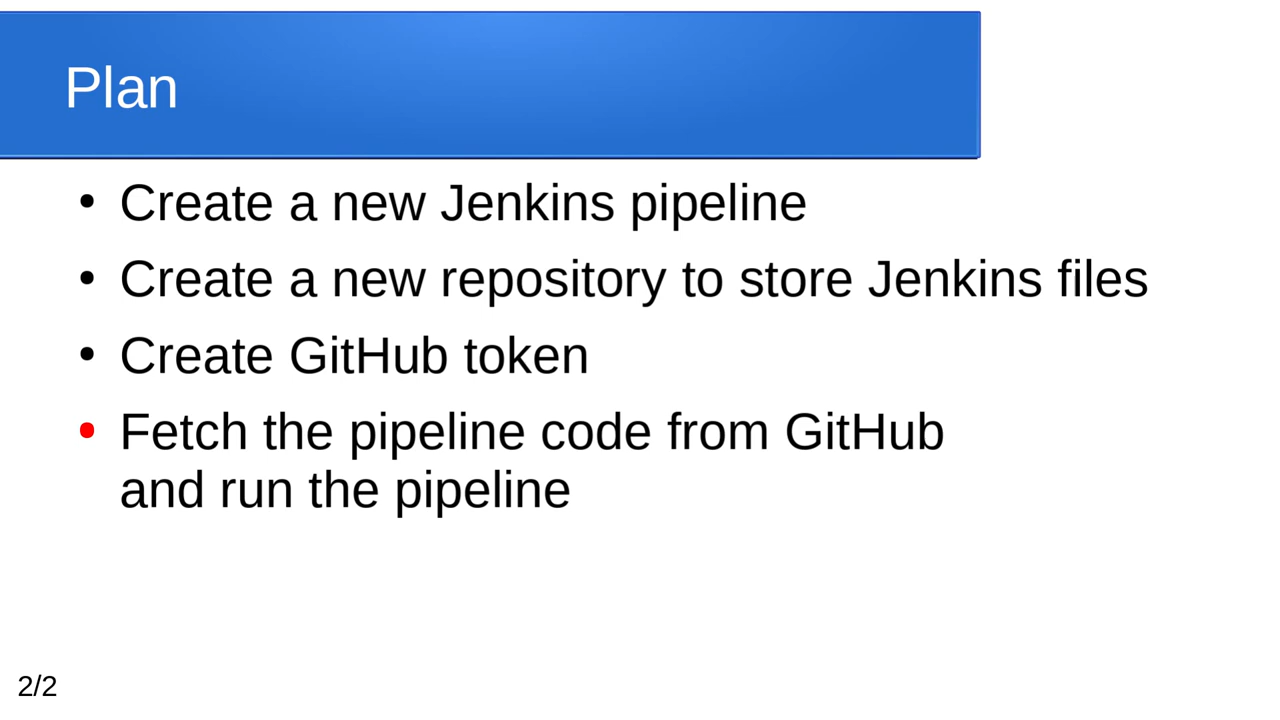 Plan
• Create a new Jenkins pipeline
• Create a new repository to store Jenkins files
• Create GitHub token
• Fetch the pipeline code from GitHub
and run the pipeline
2/2